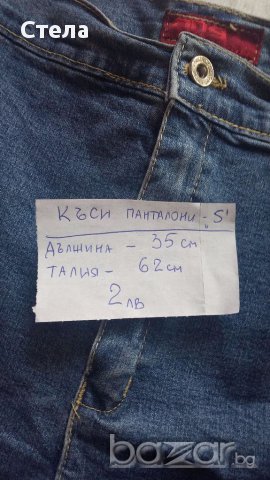 Стела
КЪСИ ПАНТАЛОНИ „S"
ДЪЛЖИНА - 35 см
ТАЛИЯ - 62 см
2 лв
bazar.bg